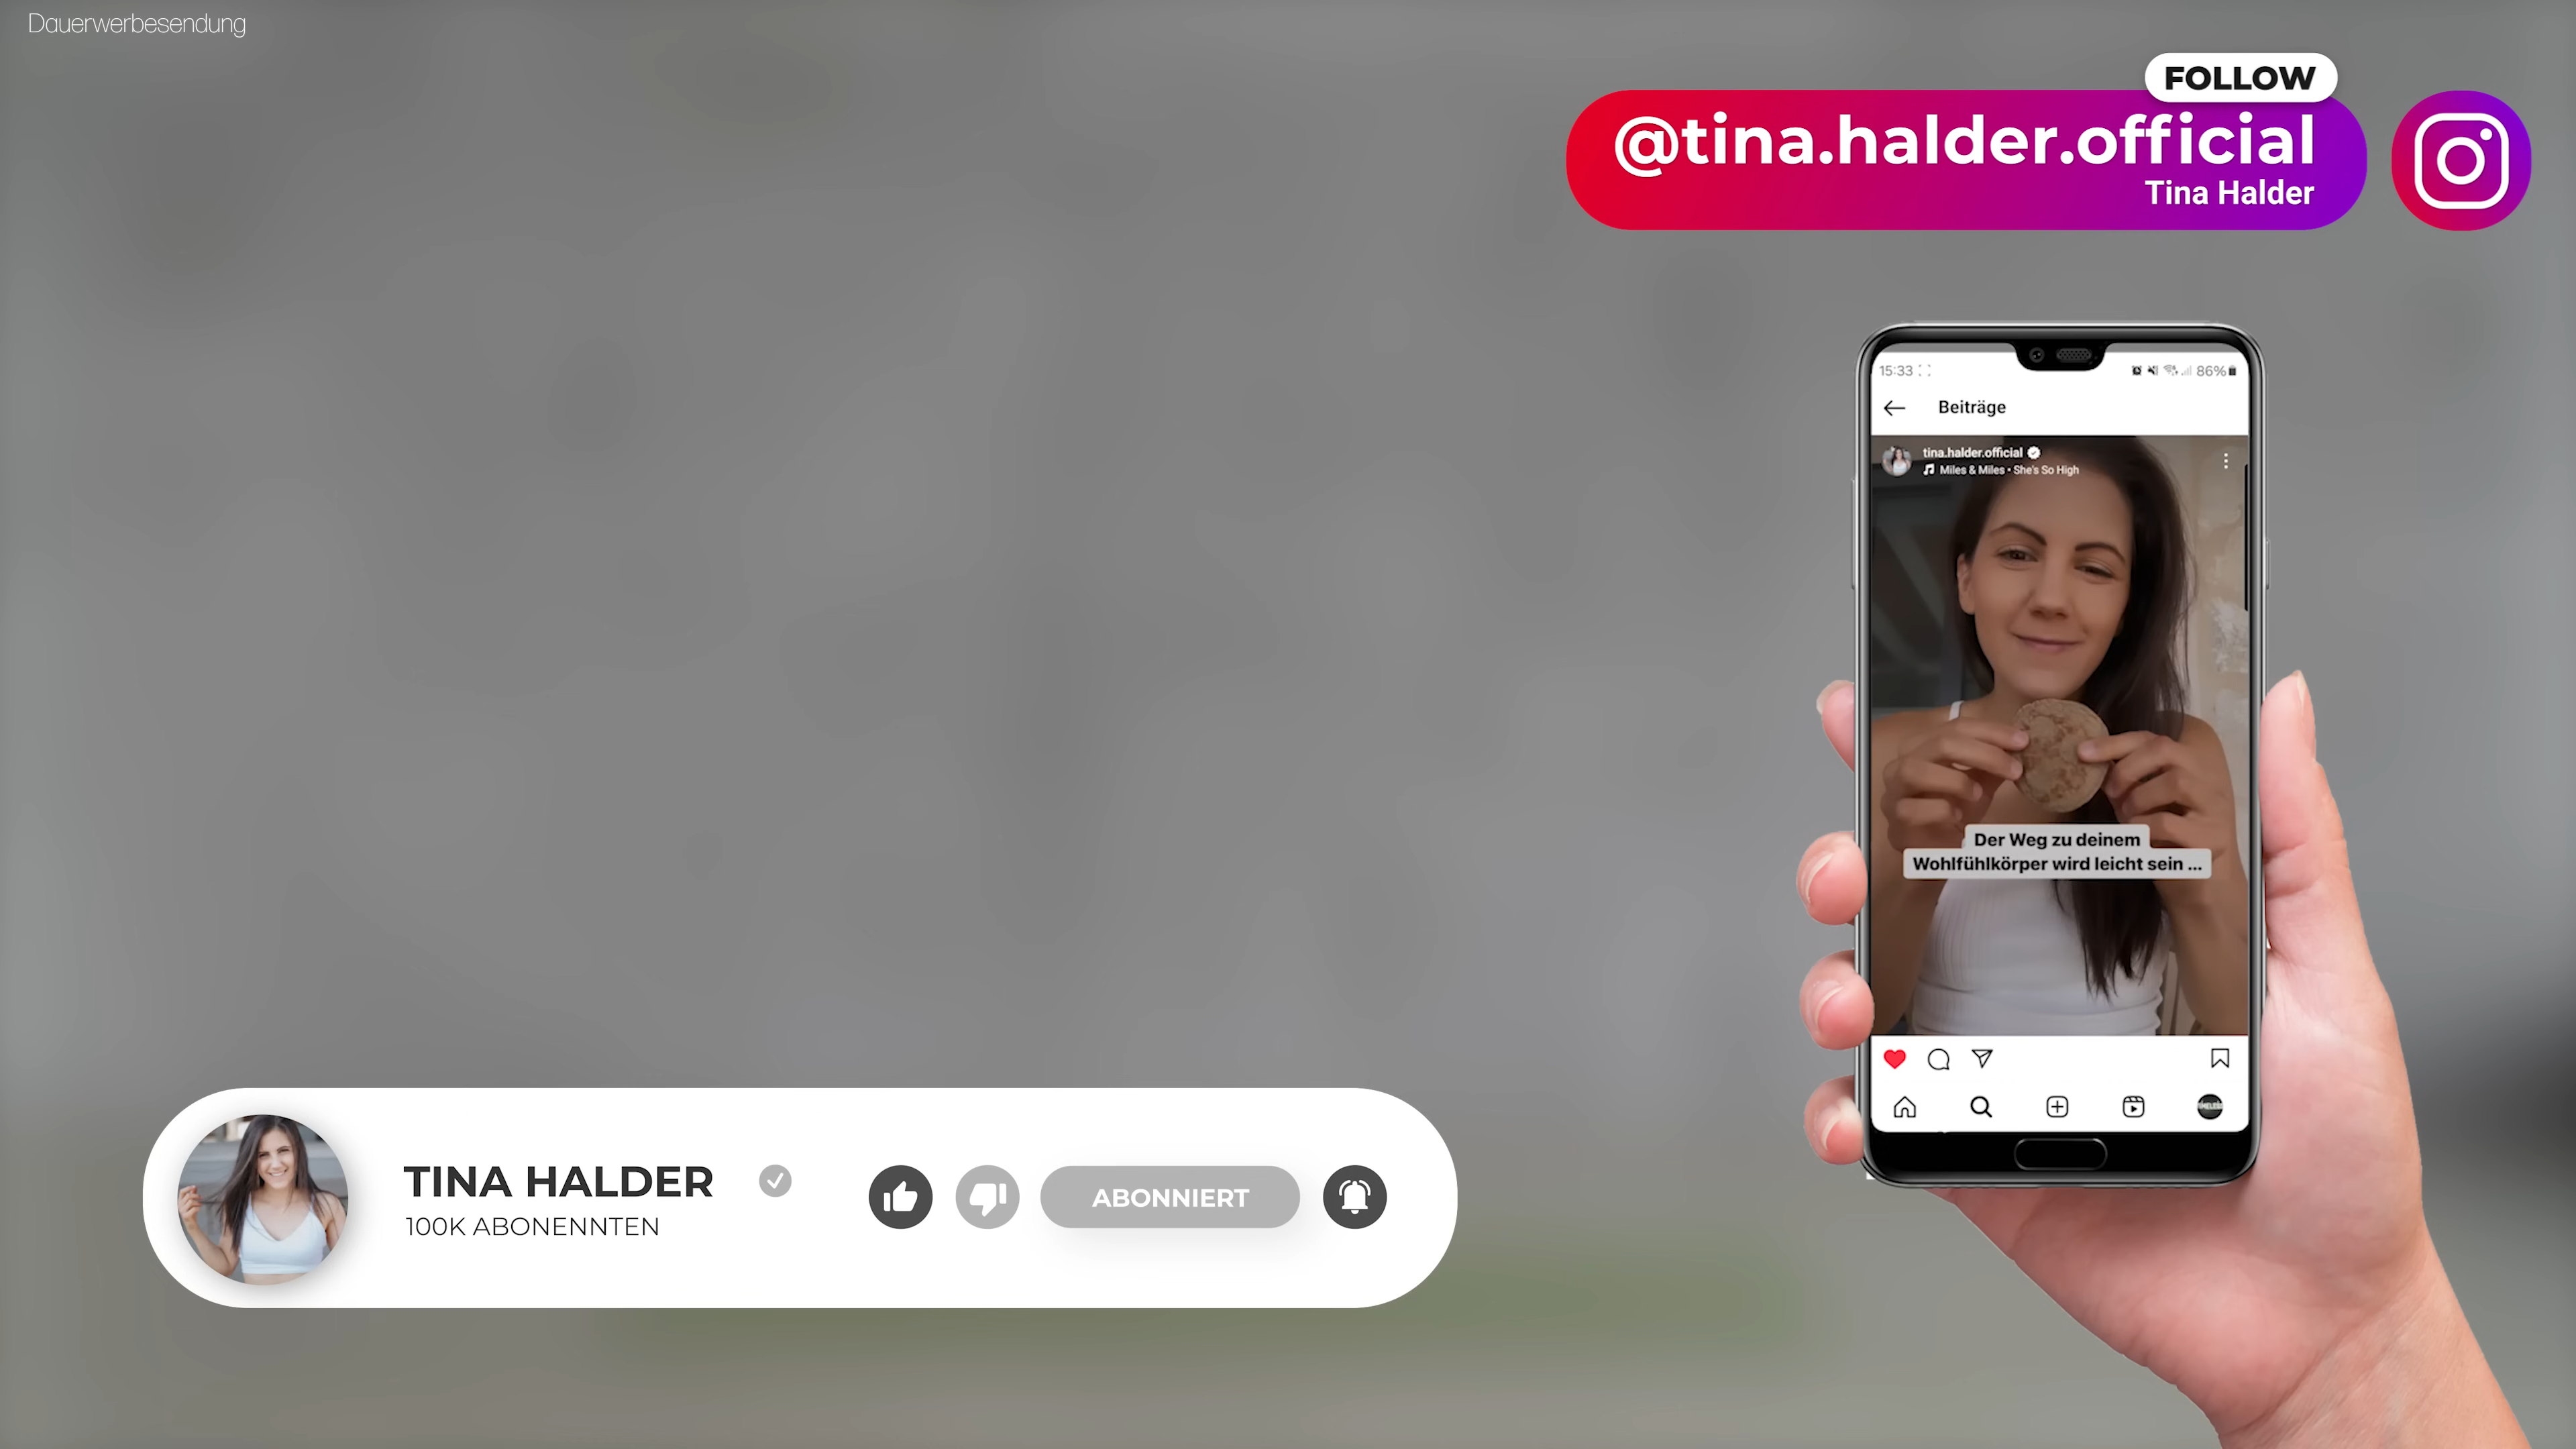 Dauerwerbesendung
FOLLOW
@tina.halder.official
Tina Halder
15:33
86%
Beiträge
tina.halder.official
Miles & Miles • She's So High
Der Weg zu deinem
Wohlfühlkörper wird leicht sein ...
TINA HALDER
100K ABONENNTEN
ABONNIERT